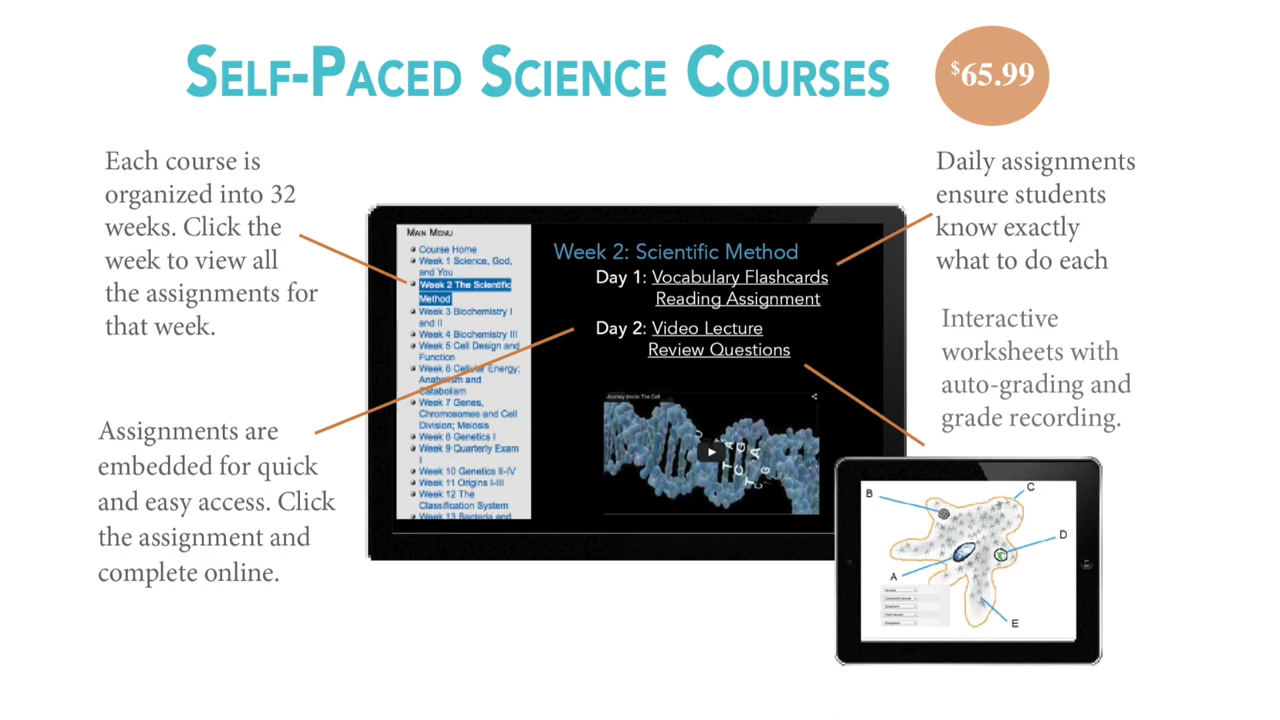 SELF-PACED SCIENCE COURSES
$65.99
Each course is
organized into 32
weeks. Click the
week to view all
the assignments for
that week.
Assignments are
embedded for quick
and easy access. Click
the assignment and
complete online.
MAIN MENU
Course Home
Week 1 Science, God,
and You
Week 2 The Scientific
Method
Week 3 Biochemistry I
and II
Week 4 Biochemistry III
Week 5 Cell Design and
Function
Week 6 Cellular Energy;
Anabolism and
Catabolism
Week 7 Genes,
Chromosomes and Cell
Division; Meiosis
Week 8 Genetics I
Week 9 Quarterly Exam
I
Week 10 Genetics II-IV
Week 11 Origins I-III
Week 12 The
Classification System
Week 13 Bacteria and
Week 2: Scientific Method
Day 1: Vocabulary Flashcards
Reading Assignment
Day 2: Video Lecture
Review Questions
Journey Inside The Cell
Daily assignments
ensure students
know exactly
what to do each
Interactive
worksheets with
auto-grading and
grade recording.
B
C
D
A
E